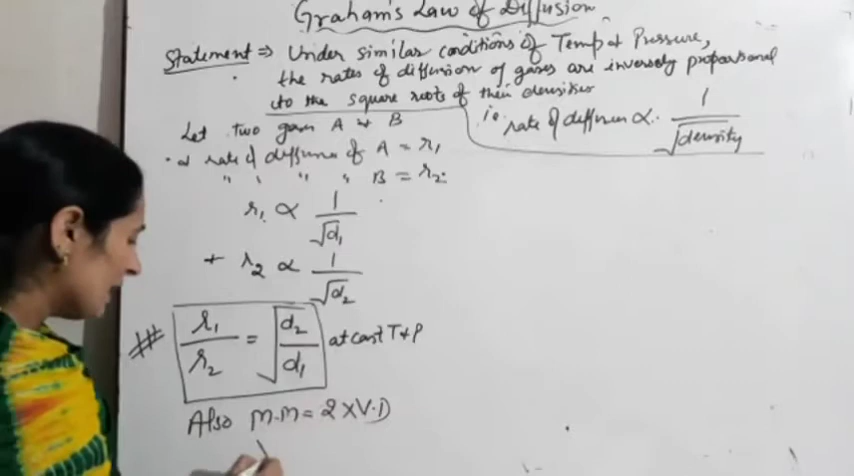 Graham's Law of Diffusion
Statement ⇒ Under similar conditions of Temp & Pressure,
the rates of diffusion of gases are inversely proportional
to the square roots of their densities
i.e. rate of diffusion ∝ 1/√density
Let two gases A & B
& rate of diffusion of A = r₁
" " " " B = r₂
r₁ ∝ 1/√d₁
+ r₂ ∝ 1/√d₂
## r₁/r₂ = √(d₂/d₁) at const T & P
Also M.M = 2 × V.D